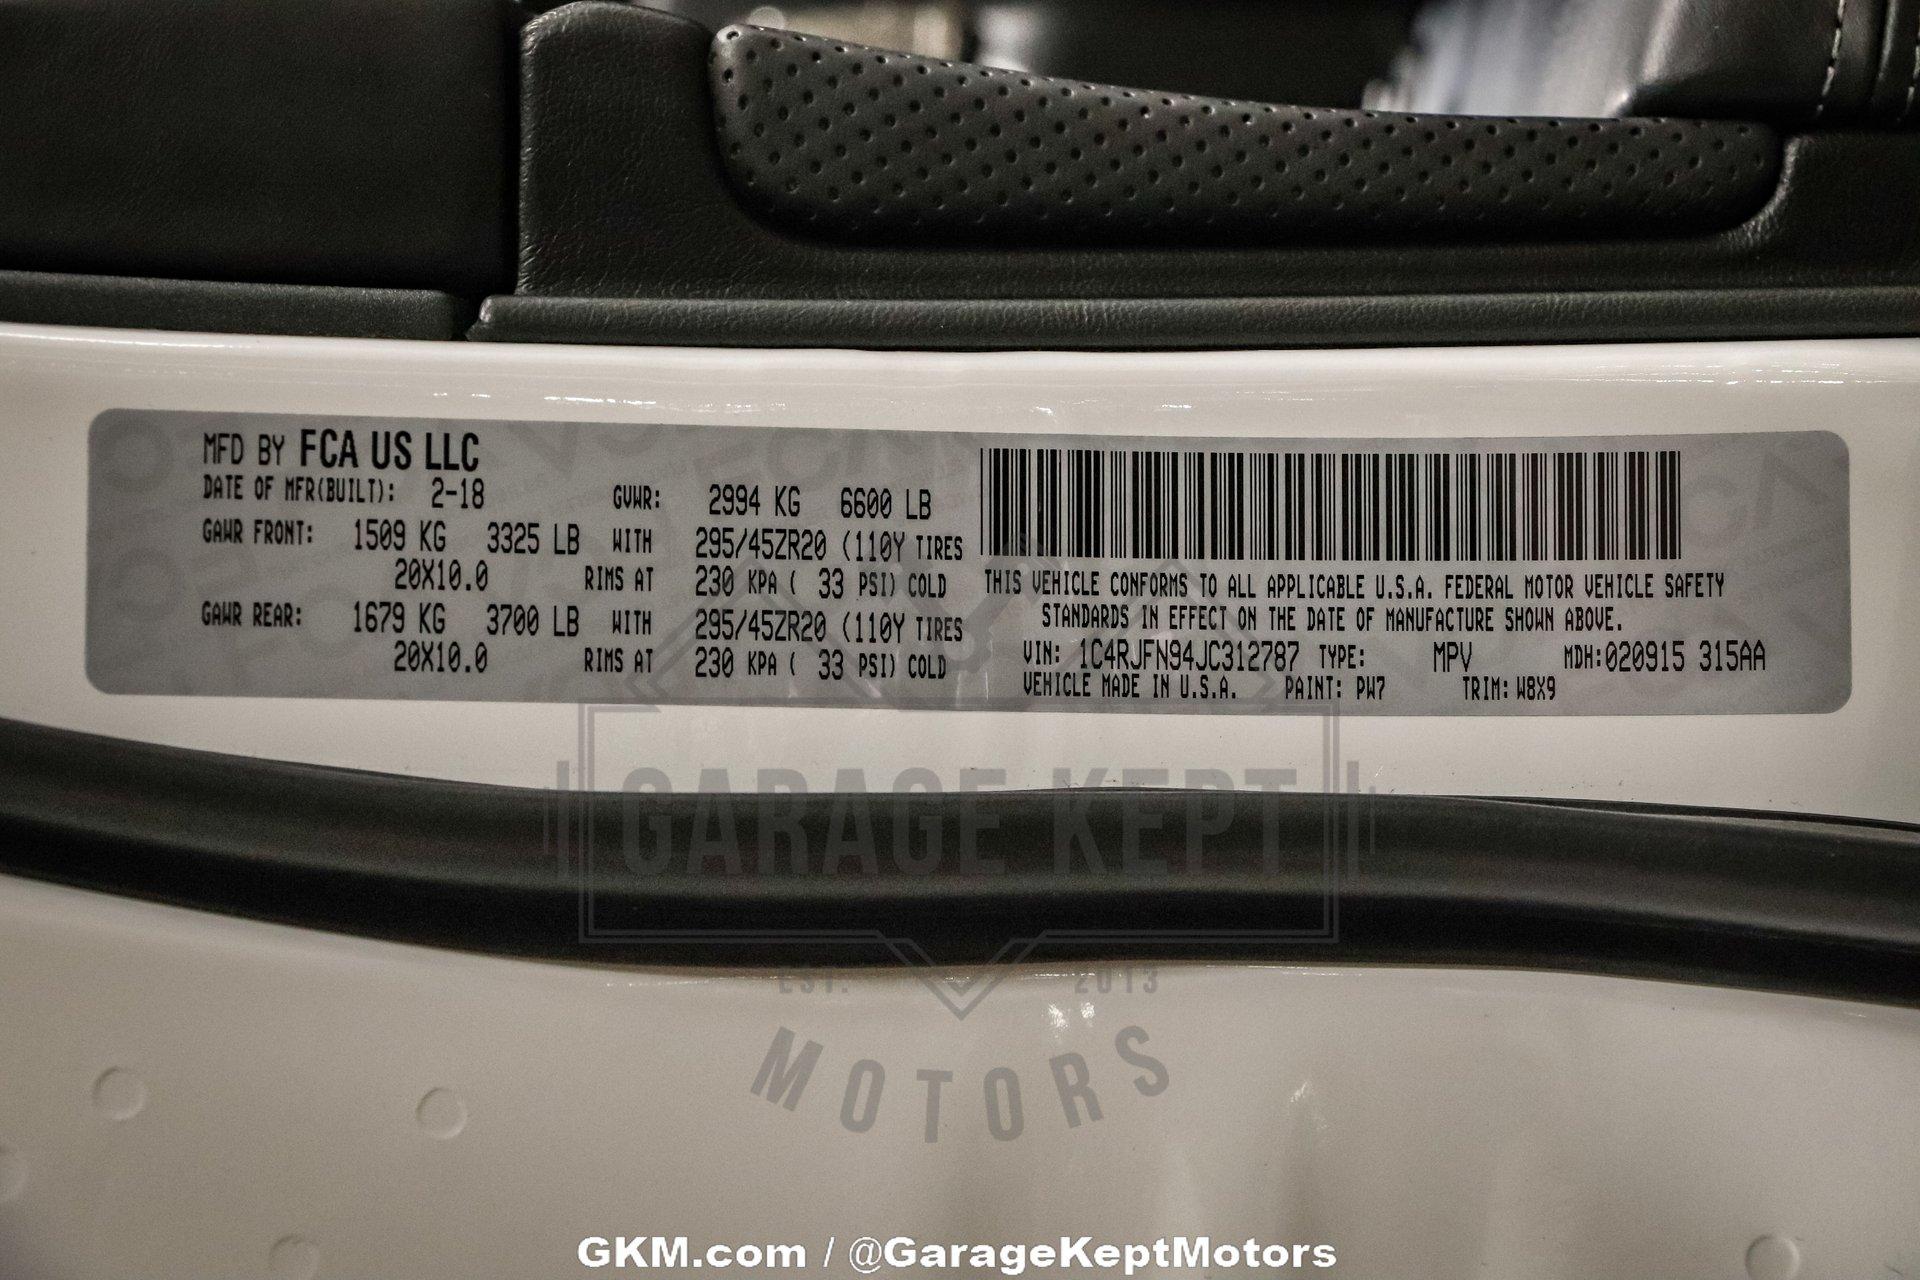 MFD BY FCA US LLC
DATE OF MFR(BUILT): 2-18 GVWR: 2994 KG 6600 LB
GAWR FRONT: 1509 KG 3325 LB WITH 295/45ZR20 (110Y TIRES
20X10.0 RIMS AT 230 KPA ( 33 PSI) COLD
GAWR REAR: 1679 KG 3700 LB WITH 295/45ZR20 (110Y TIRES
20X10.0 RIMS AT 230 KPA ( 33 PSI) COLD
THIS VEHICLE CONFORMS TO ALL APPLICABLE U.S.A. FEDERAL MOTOR VEHICLE SAFETY
STANDARDS IN EFFECT ON THE DATE OF MANUFACTURE SHOWN ABOVE.
VIN: 1C4RJFN94JC312787 TYPE: MPV MDH:020915 315AA
VEHICLE MADE IN U.S.A. PAINT: PW7 TRIM: W8X9
GARAGE KEPT
EST. 2013
MOTORS
GKM.com / @GarageKeptMotors